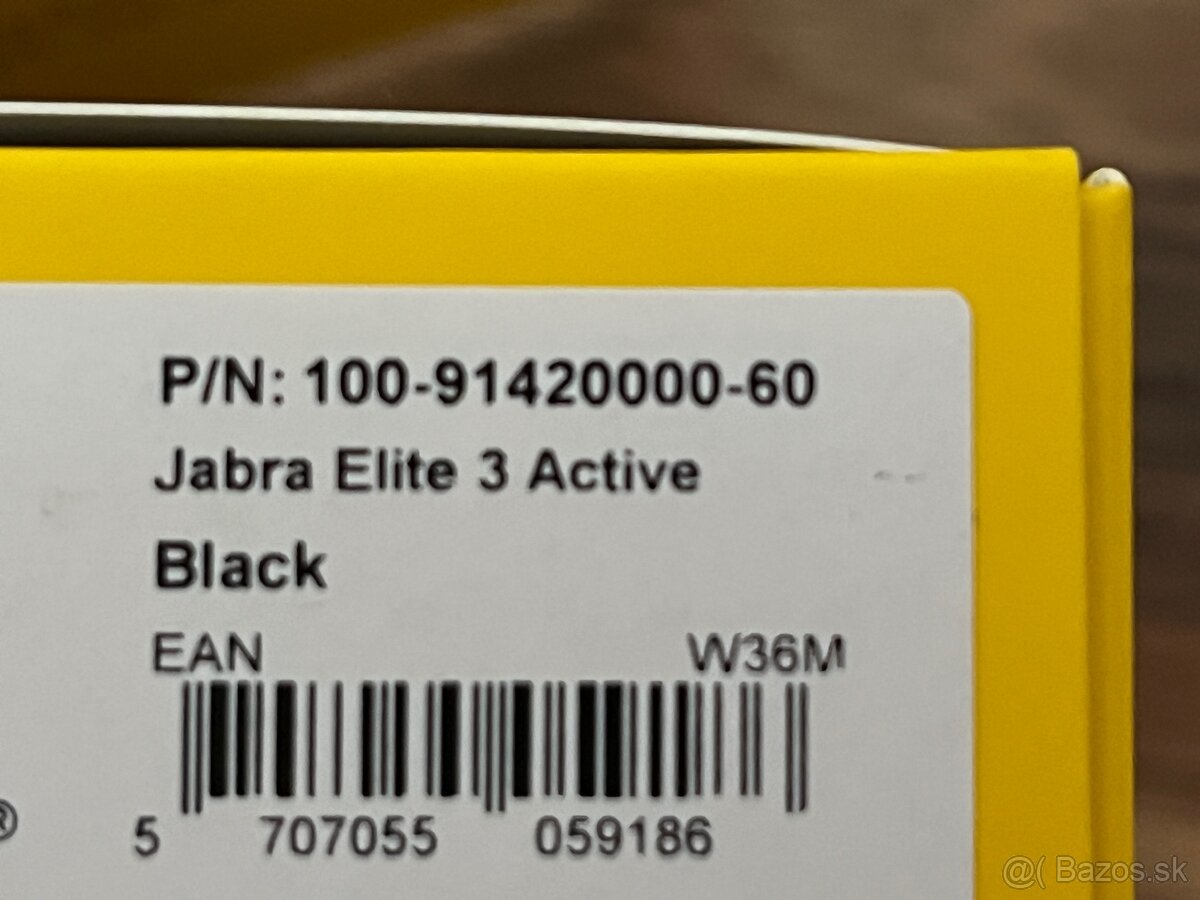 P/N: 100-91420000-60
Jabra Elite 3 Active
Black
EAN W36M
5 707055 059186
®
@( Bazos.sk